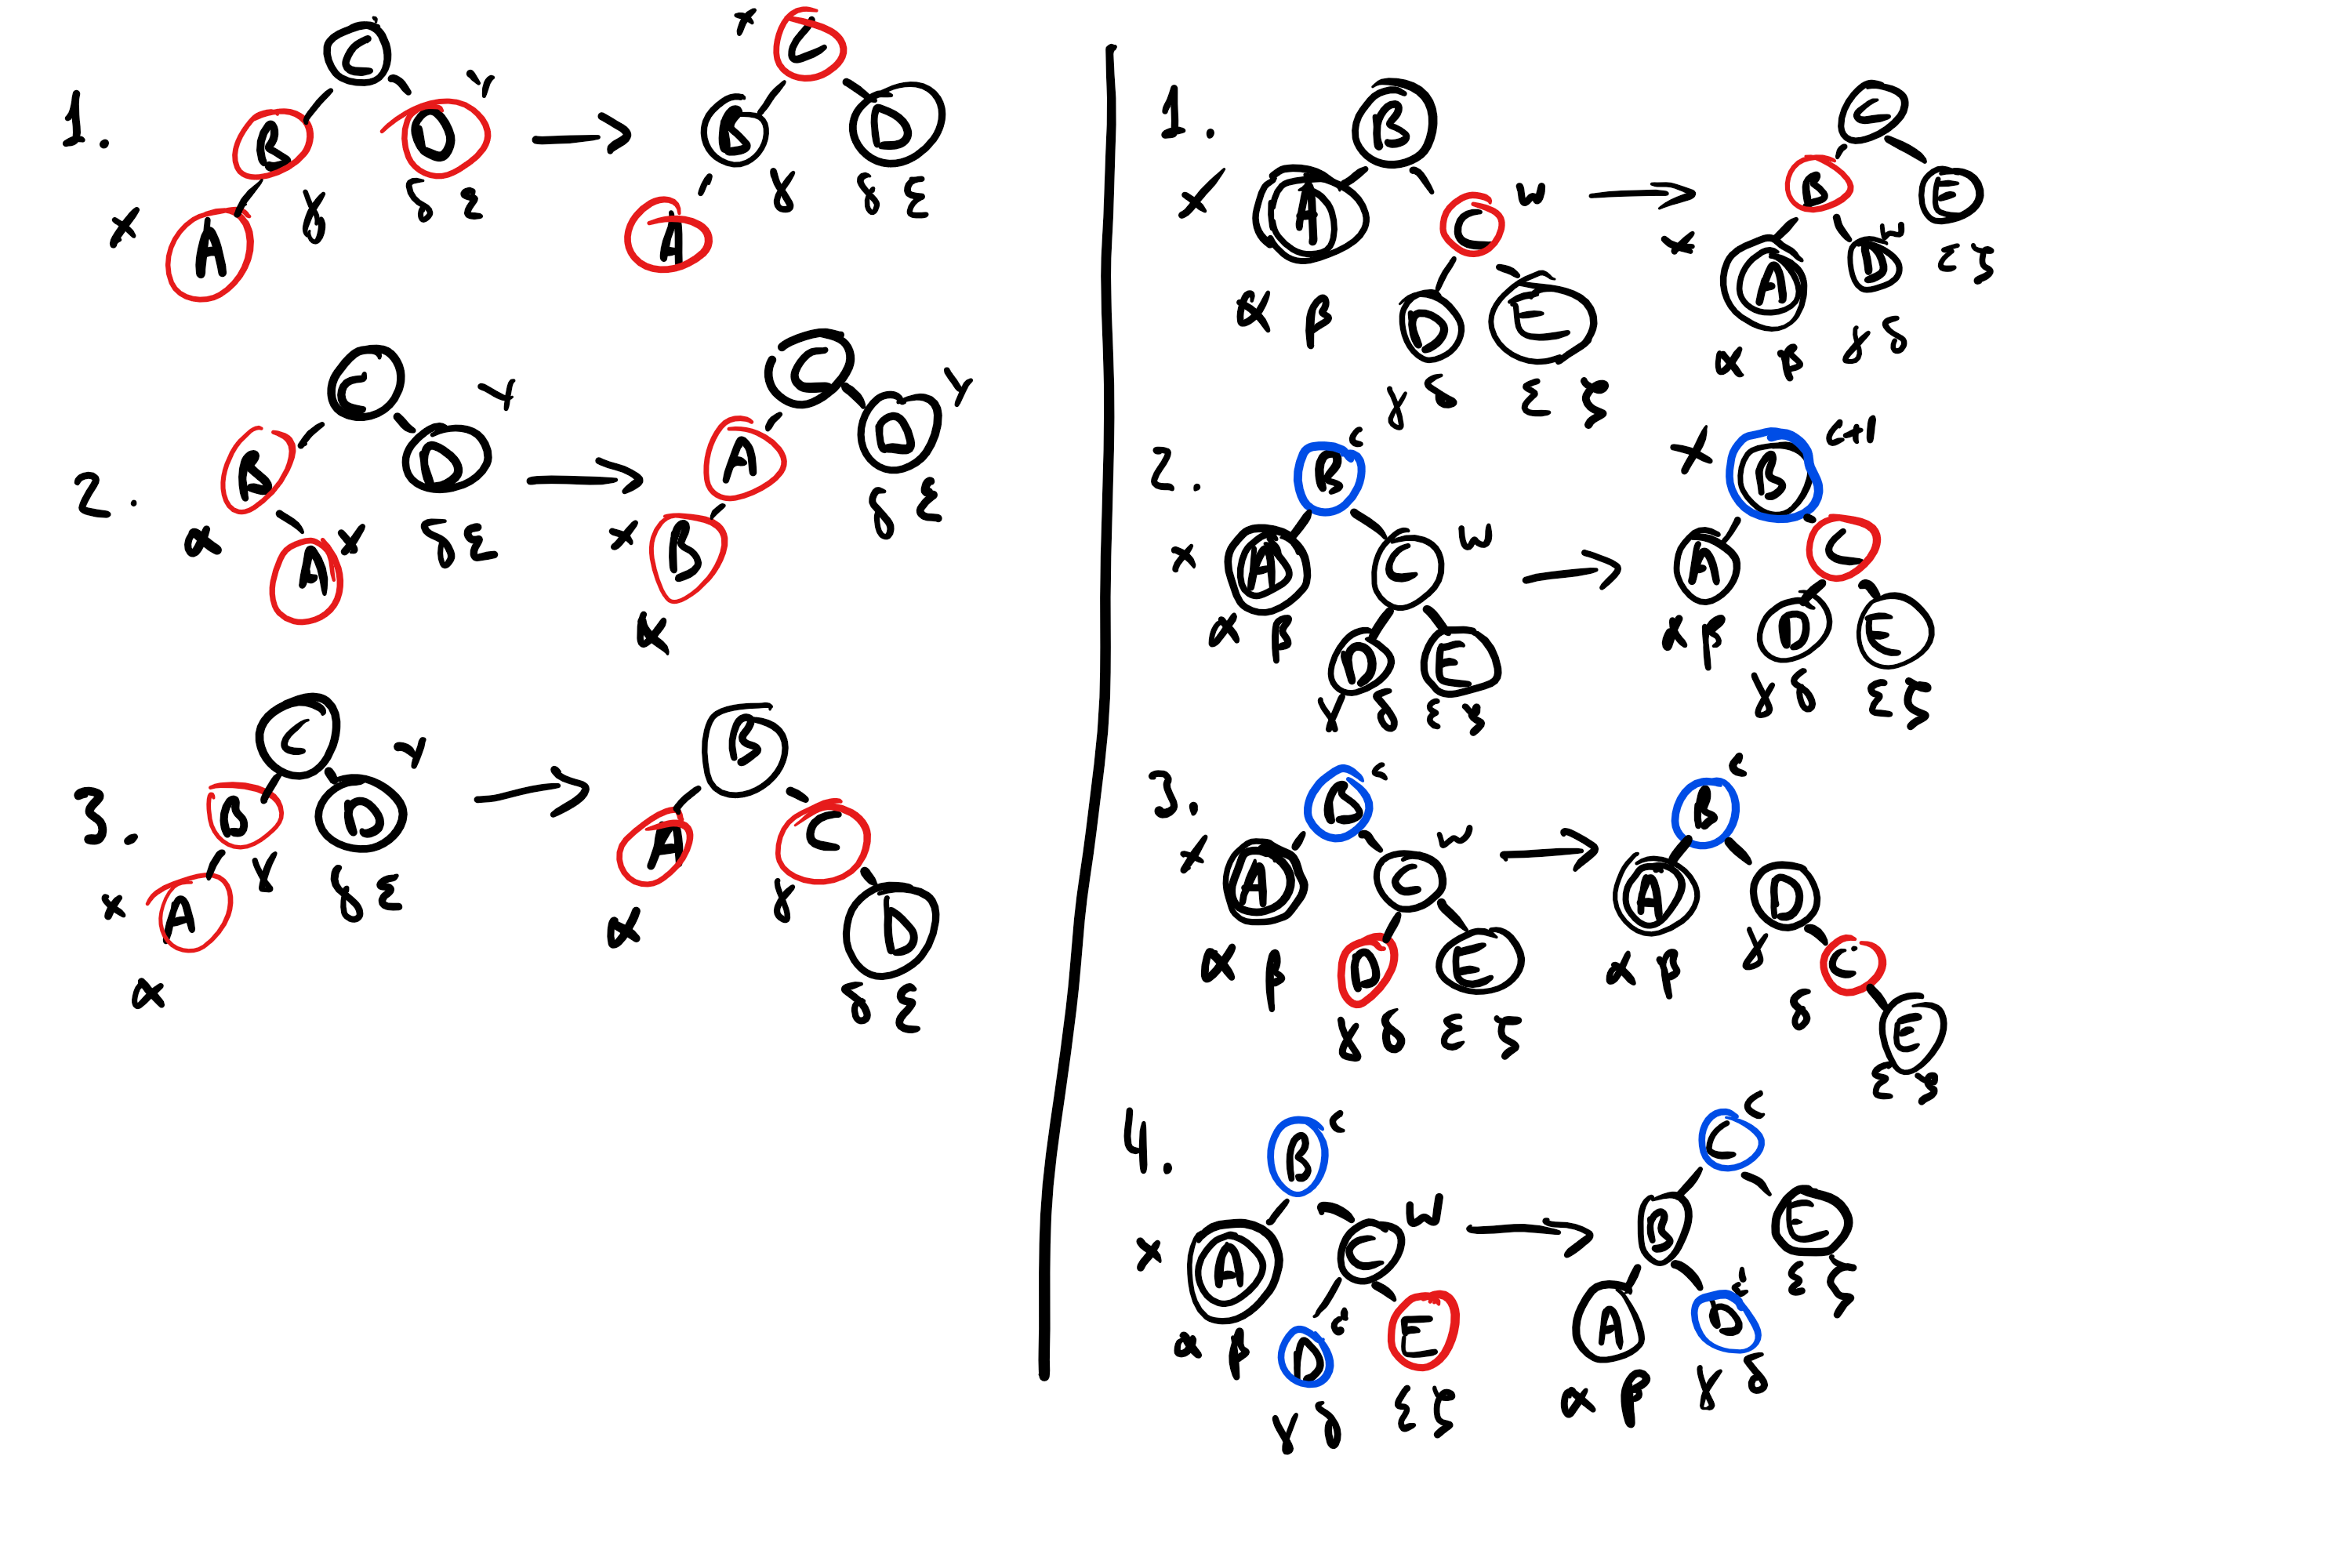 1.
C
B D y
x A γ δ ε
→
x C
B D
A γ δ ε
2.
C
B D y
α A x δ ε
→
C
A D y
x B δ ε
α
3.
C
B D y
x A γ δ ε
α
→
B
A C
α γ D
δ ε
1.
B
x A C w
α β D E
γ δ ε ζ
→
C
B E
x A D w ε ζ
α β γ δ
2.
B c
x A C w
α β D E
γ δ ε ζ
→
x B c+1
A C
α β D E
γ δ ε ζ
3.
B c
x A C w
α β D E
γ δ ε ζ
→
B c
A D
α β γ C
δ E
ε ζ
4.
B c
x A C w
α β D c' E
γ δ ε ζ
→
C c
B E
A D c' ε ζ
α β γ δ